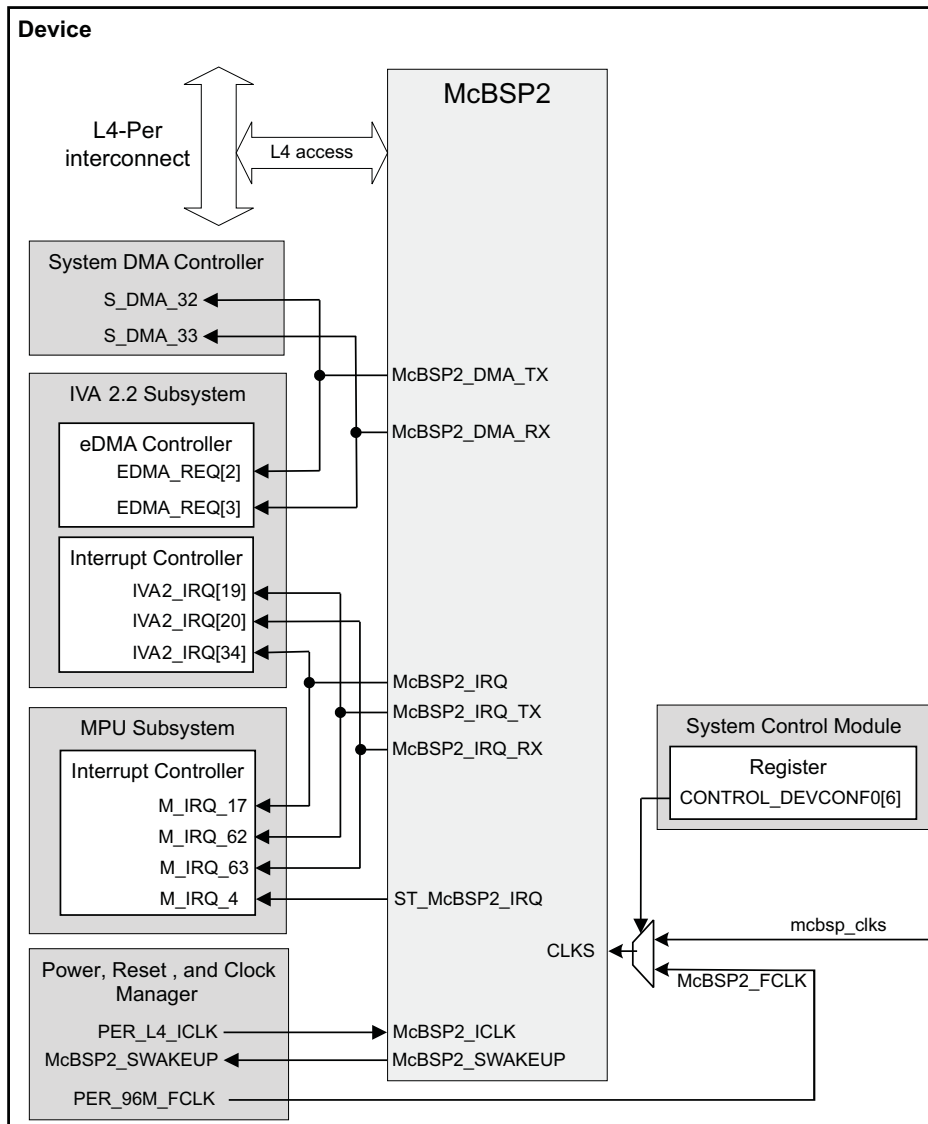 Device
McBSP2
L4-Per
interconnect
L4 access
System DMA Controller
S_DMA_32
S_DMA_33
McBSP2_DMA_TX
McBSP2_DMA_RX
IVA 2.2 Subsystem
eDMA Controller
EDMA_REQ[2]
EDMA_REQ[3]
Interrupt Controller
IVA2_IRQ[19]
IVA2_IRQ[20]
IVA2_IRQ[34]
McBSP2_IRQ
McBSP2_IRQ_TX
McBSP2_IRQ_RX
MPU Subsystem
Interrupt Controller
M_IRQ_17
M_IRQ_62
M_IRQ_63
M_IRQ_4
ST_McBSP2_IRQ
System Control Module
Register
CONTROL_DEVCONF0[6]
CLKS
mcbsp_clks
McBSP2_FCLK
Power, Reset , and Clock
Manager
PER_L4_ICLK
McBSP2_ICLK
McBSP2_SWAKEUP
McBSP2_SWAKEUP
PER_96M_FCLK